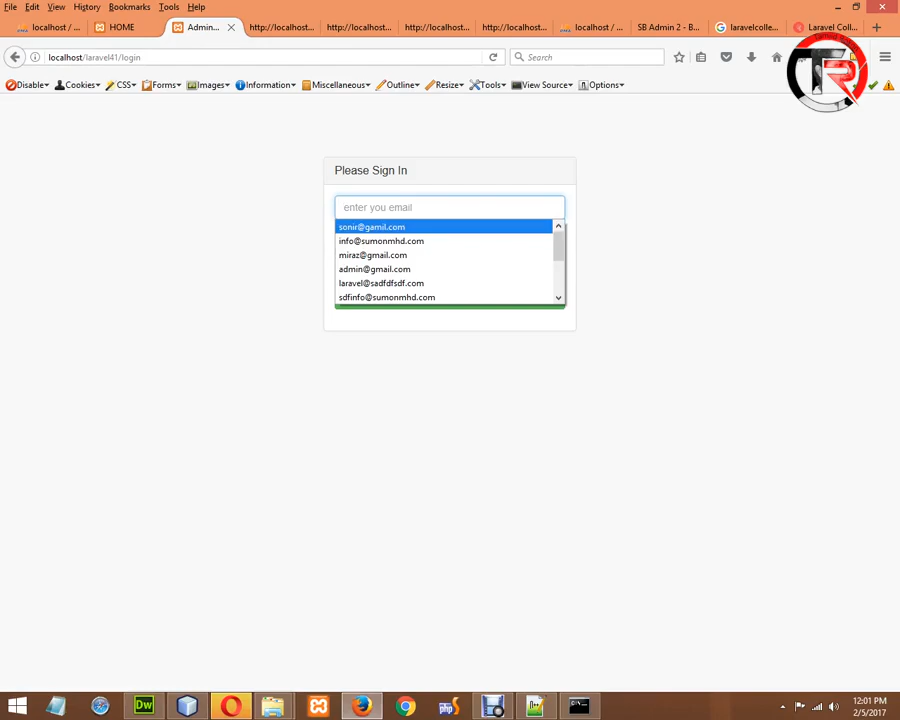 File Edit View History Bookmarks Tools Help
localhost / HOME Admin... http://localhost... http://localhost... http://localhost... http://localhost... localhost / SB Admin 2 - B... laravelcolle... Laravel Coll...
localhost/laravel41/login Search
Disable Cookies CSS Forms Images Information Miscellaneous Outline Resize Tools View Source Options
TR
Please Sign In
enter you email
sonir@gamil.com
info@sumonmhd.com
miraz@gmail.com
admin@gmail.com
laravel@sadfdfsdf.com
sdfinfo@sumonmhd.com
Dw php
12:01 PM
2/5/2017